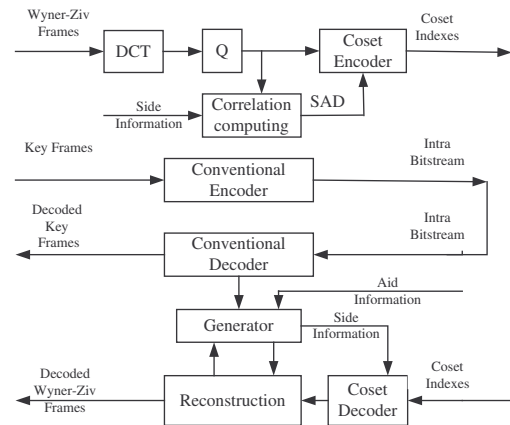 Wyner-Ziv
Frames
DCT
Q
Coset
Encoder
Coset
Indexes
Side
Information
Correlation
computing
SAD
Key Frames
Conventional
Encoder
Intra
Bitstream
Decoded
Key
Frames
Conventional
Decoder
Intra
Bitstream
Aid
Information
Generator
Side
Information
Decoded
Wyner-Ziv
Frames
Reconstruction
Coset
Decoder
Coset
Indexes